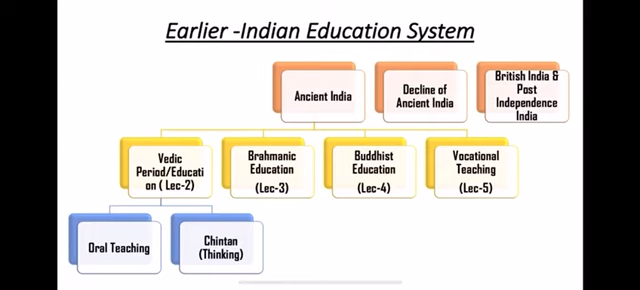 Earlier -Indian Education System
Ancient India
Decline of
Ancient India
British India &
Post
Independence
India
Vedic
Period/Educati
on ( Lec-2)
Brahmanic
Education
(Lec-3)
Buddhist
Education
(Lec-4)
Vocational
Teaching
(Lec-5)
Oral Teaching
Chintan
(Thinking)